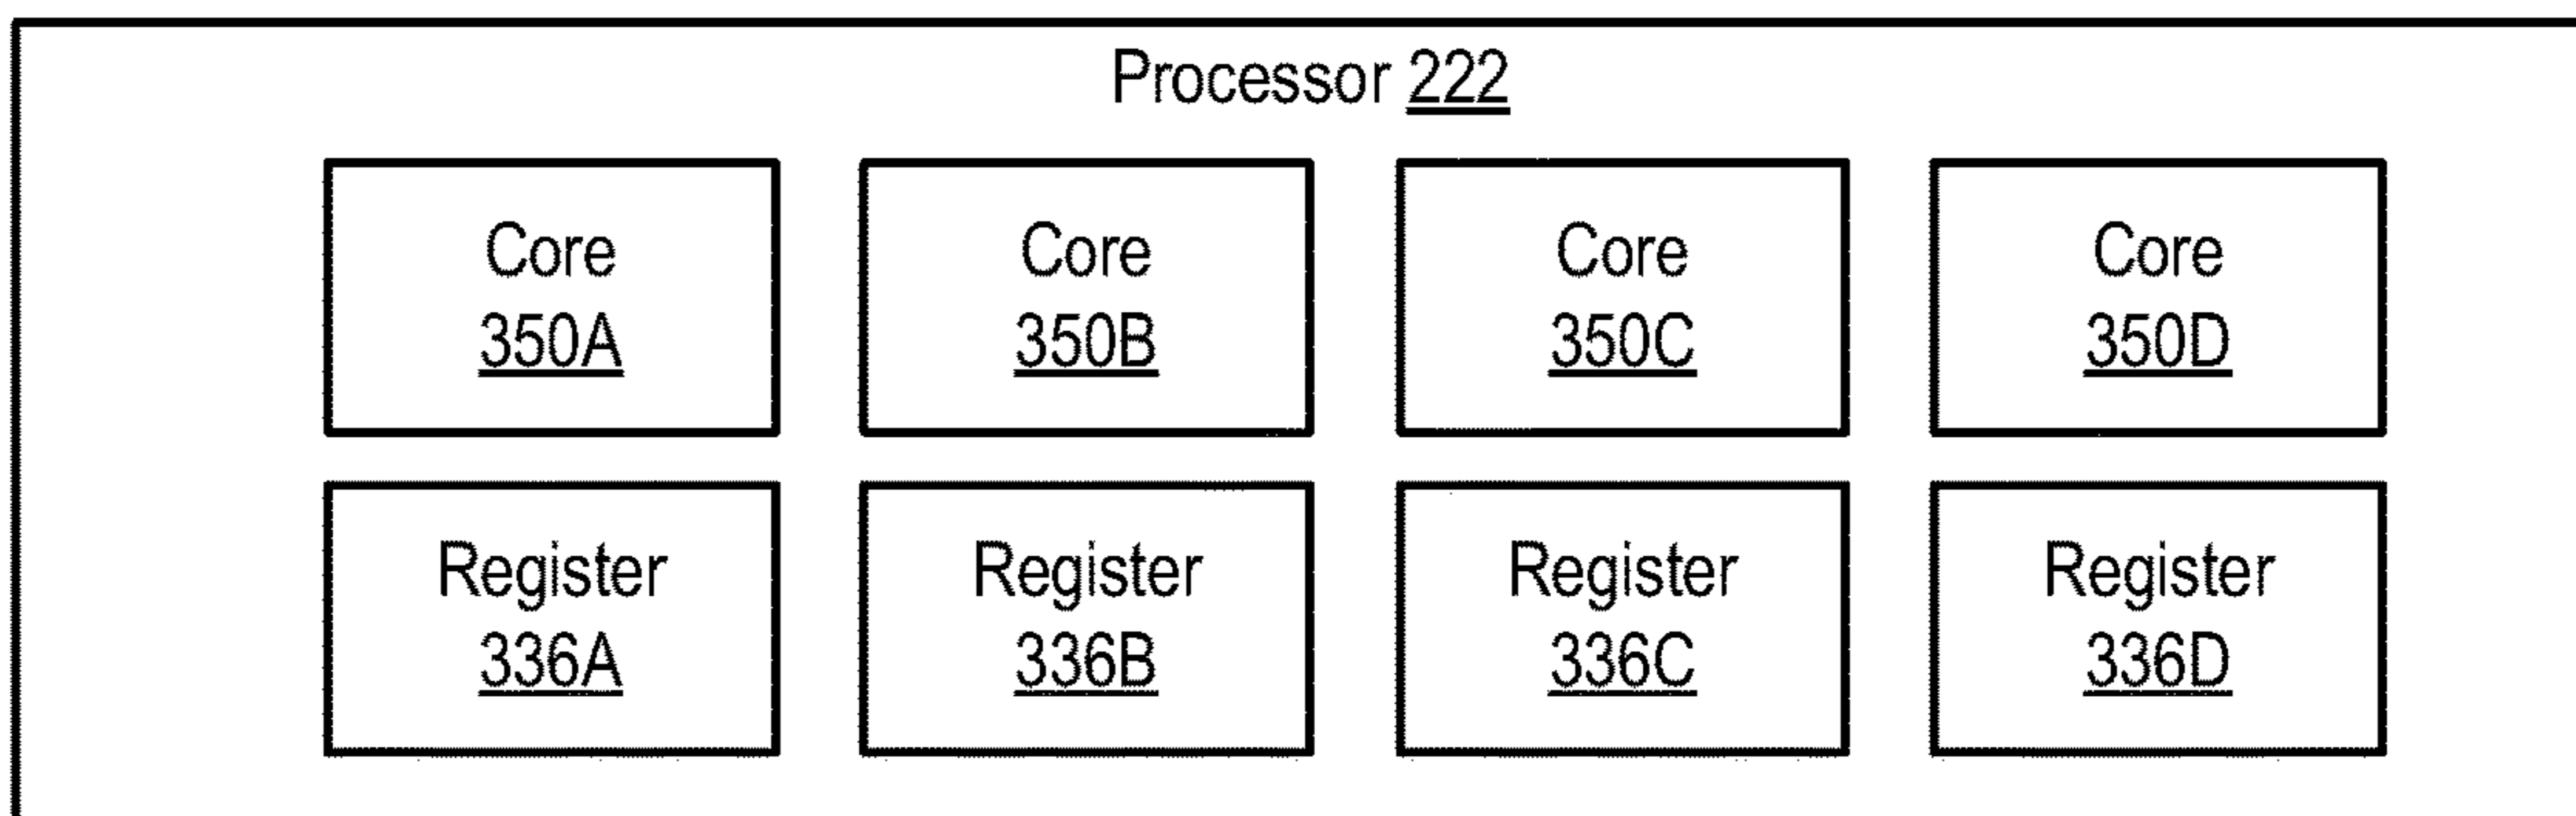 Processor 222
Core
350A
Core
350B
Core
350C
Core
350D
Register
336A
Register
336B
Register
336C
Register
336D